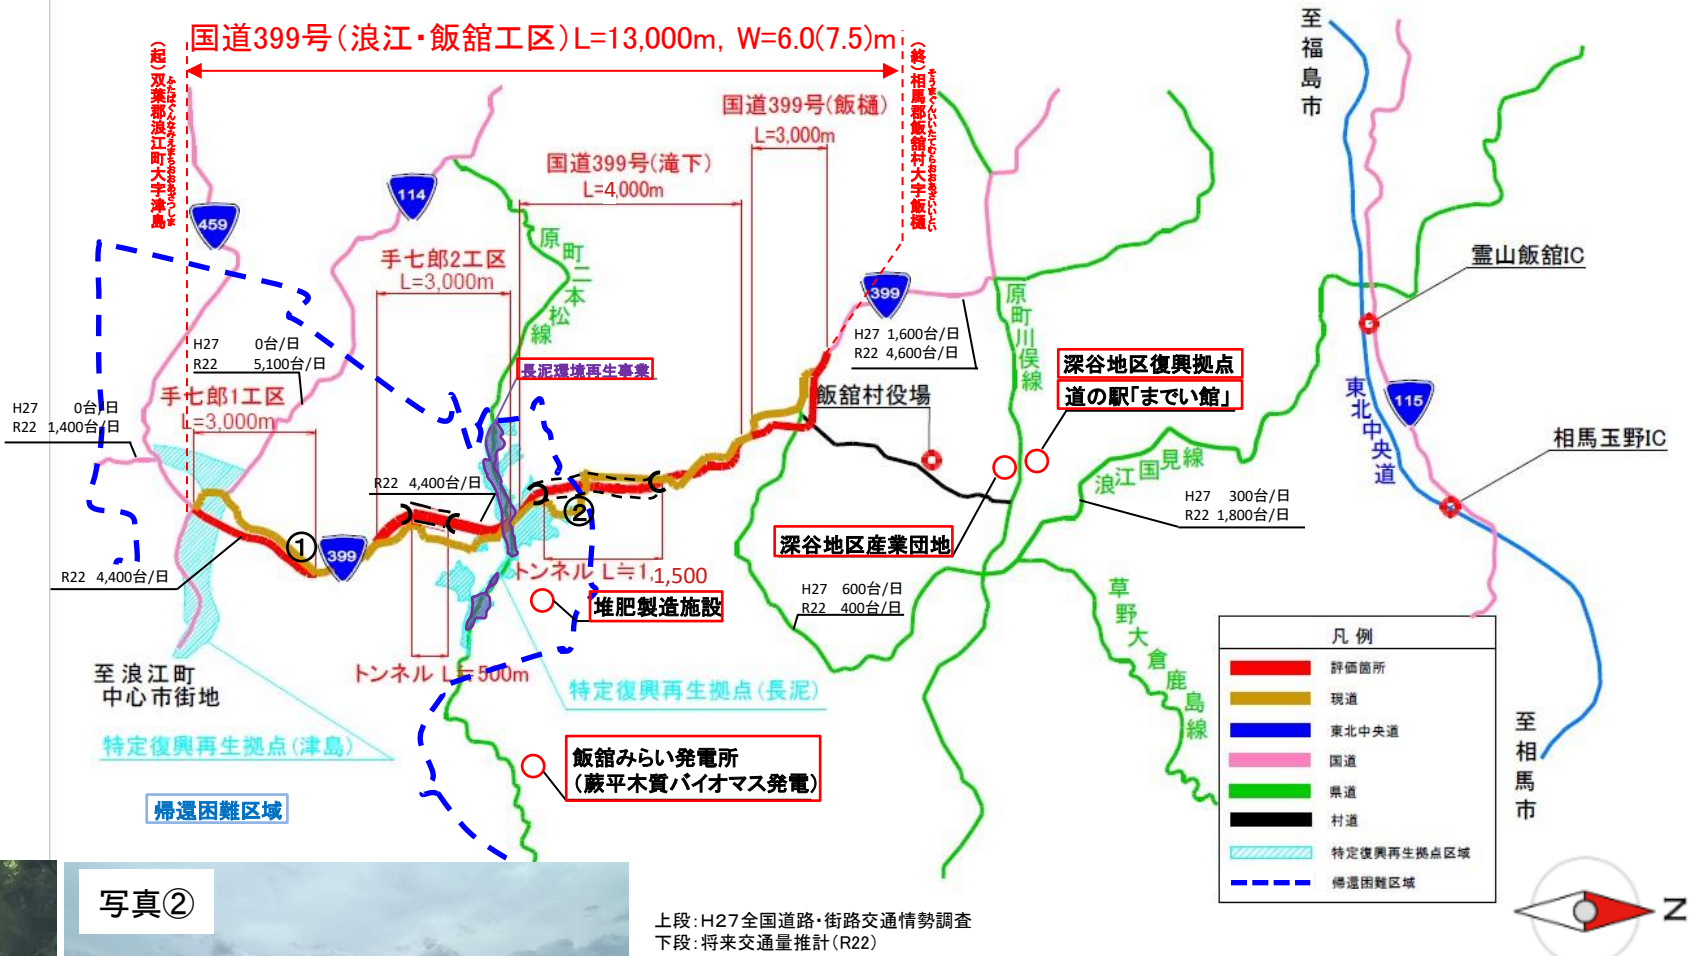 国道399号(浪江・飯舘工区)L=13,000m, W=6.0(7.5)m
(起)双葉郡浪江町大字津島
(終)相馬郡飯舘村大字飯樋
国道399号(飯樋)
L=3,000m
国道399号(滝下)
L=4,000m
手七郎2工区
L=3,000m
手七郎1工区
L=3,000m
459
114
399
399
115
原町二本松線
原町川俣線
長泥環境再生事業
H27 0台/日
R22 5,100台/日
H27 0台/日
R22 1,400台/日
H27 1,600台/日
R22 4,600台/日
R22 4,400台/日
R22 4,400台/日
飯舘村役場
深谷地区復興拠点
道の駅「までい館」
深谷地区産業団地
浪江国見線
H27 300台/日
R22 1,800台/日
H27 600台/日
R22 400台/日
草野大倉鹿島線
至福島市
霊山飯舘IC
東北中央道
相馬玉野IC
至相馬市
①
②
トンネル L≒1,1,500
堆肥製造施設
トンネル L≒500m
特定復興再生拠点(長泥)
至浪江町
中心市街地
特定復興再生拠点(津島)
帰還困難区域
飯舘みらい発電所
(蕨平木質バイオマス発電)
凡例
評価箇所
現道
東北中央道
国道
県道
村道
特定復興再生拠点区域
帰還困難区域
N
写真②
上段:H27全国道路・街路交通情勢調査
下段:将来交通量推計(R22)